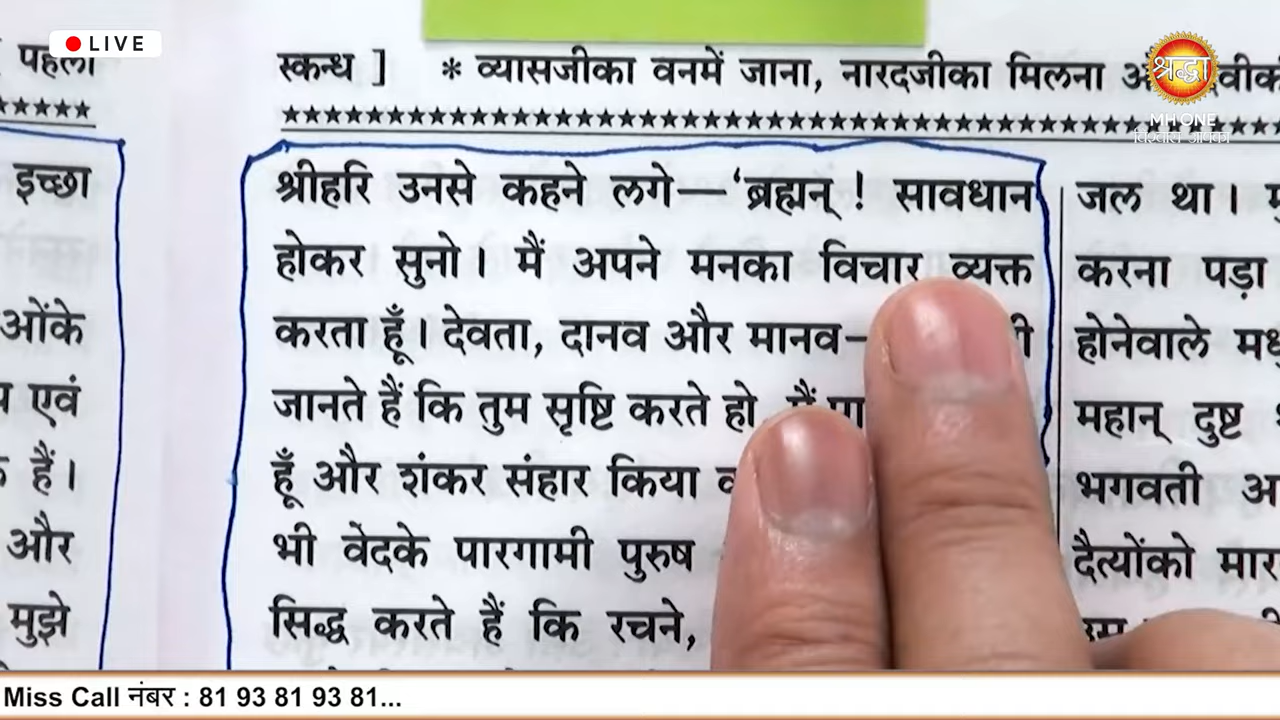 LIVE
श्रद्धा
MH ONE
पहला
इच्छा
एवं
हैं।
और
मुझे
स्कन्ध ] * व्यासजीका वनमें जाना, नारदजीका मिलना
श्रीहरि उनसे कहने लगे—‘ब्रह्मन् ! सावधान
होकर सुनो। मैं अपने मनका विचार व्यक्त
करता हूँ। देवता, दानव और मानव—
जानते हैं कि तुम सृष्टि करते हो, मैं
हूँ और शंकर संहार किया
भी वेदके पारगामी पुरुष
सिद्ध करते हैं कि रचने,
जल था।
करना पड़ा
होनेवाले
महान् दुष्ट
भगवती
दैत्योंको
Miss Call नंबर : 81 93 81 93 81...